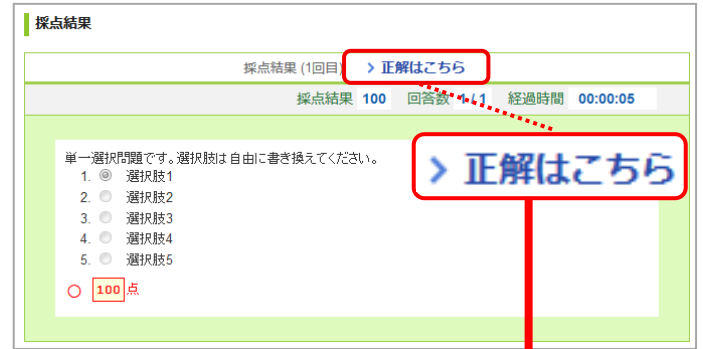 採点結果
採点結果 (1回目) > 正解はこちら
採点結果 100 回答数 1 / 1 経過時間 00:00:05
> 正解はこちら
単一選択問題です。選択肢は自由に書き換えてください。
1. 選択肢1
2. 選択肢2
3. 選択肢3
4. 選択肢4
5. 選択肢5
100 点